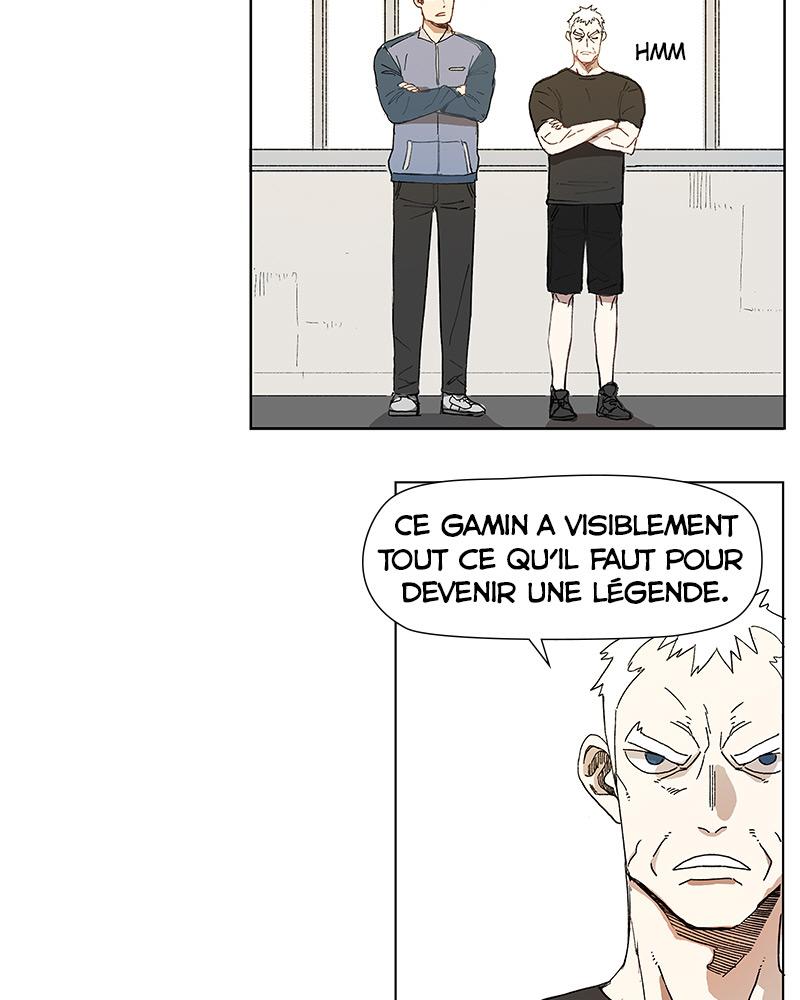 HMM
CE GAMIN A VISIBLEMENT
TOUT CE QU'IL FAUT POUR
DEVENIR UNE LÉGENDE.